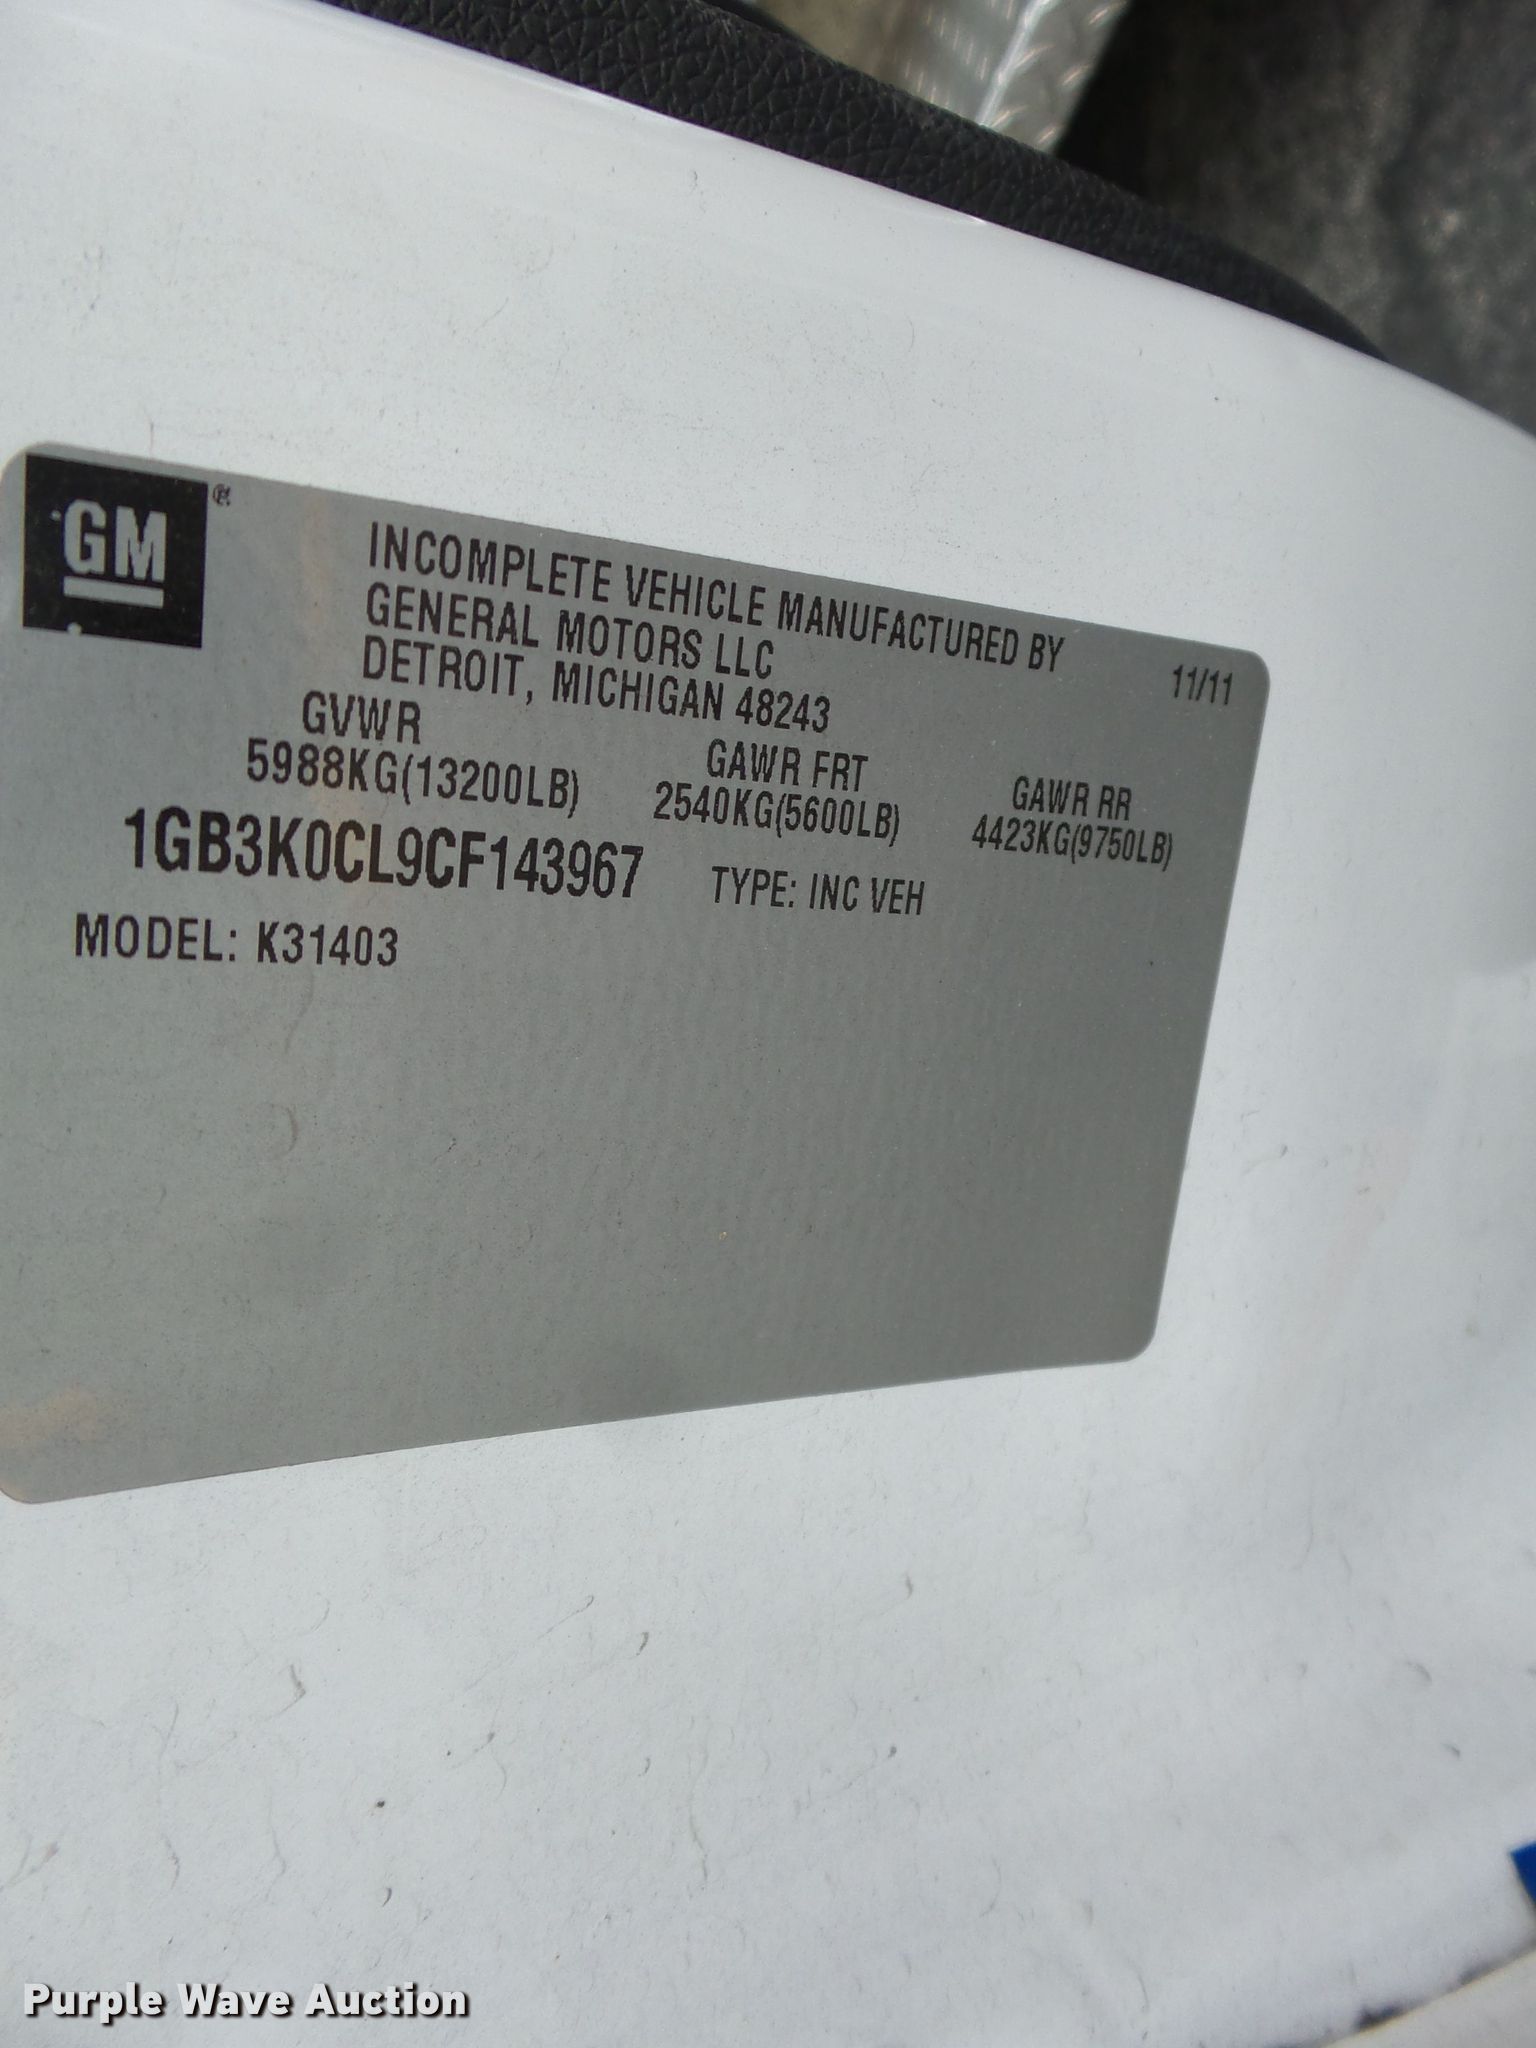 GM®
INCOMPLETE VEHICLE MANUFACTURED BY
GENERAL MOTORS LLC
DETROIT, MICHIGAN 48243
11/11
GVWR
5988KG(13200LB)
GAWR FRT
2540KG(5600LB)
GAWR RR
4423KG(9750LB)
1GB3K0CL9CF143967
TYPE: INC VEH
MODEL: K31403
Purple Wave Auction